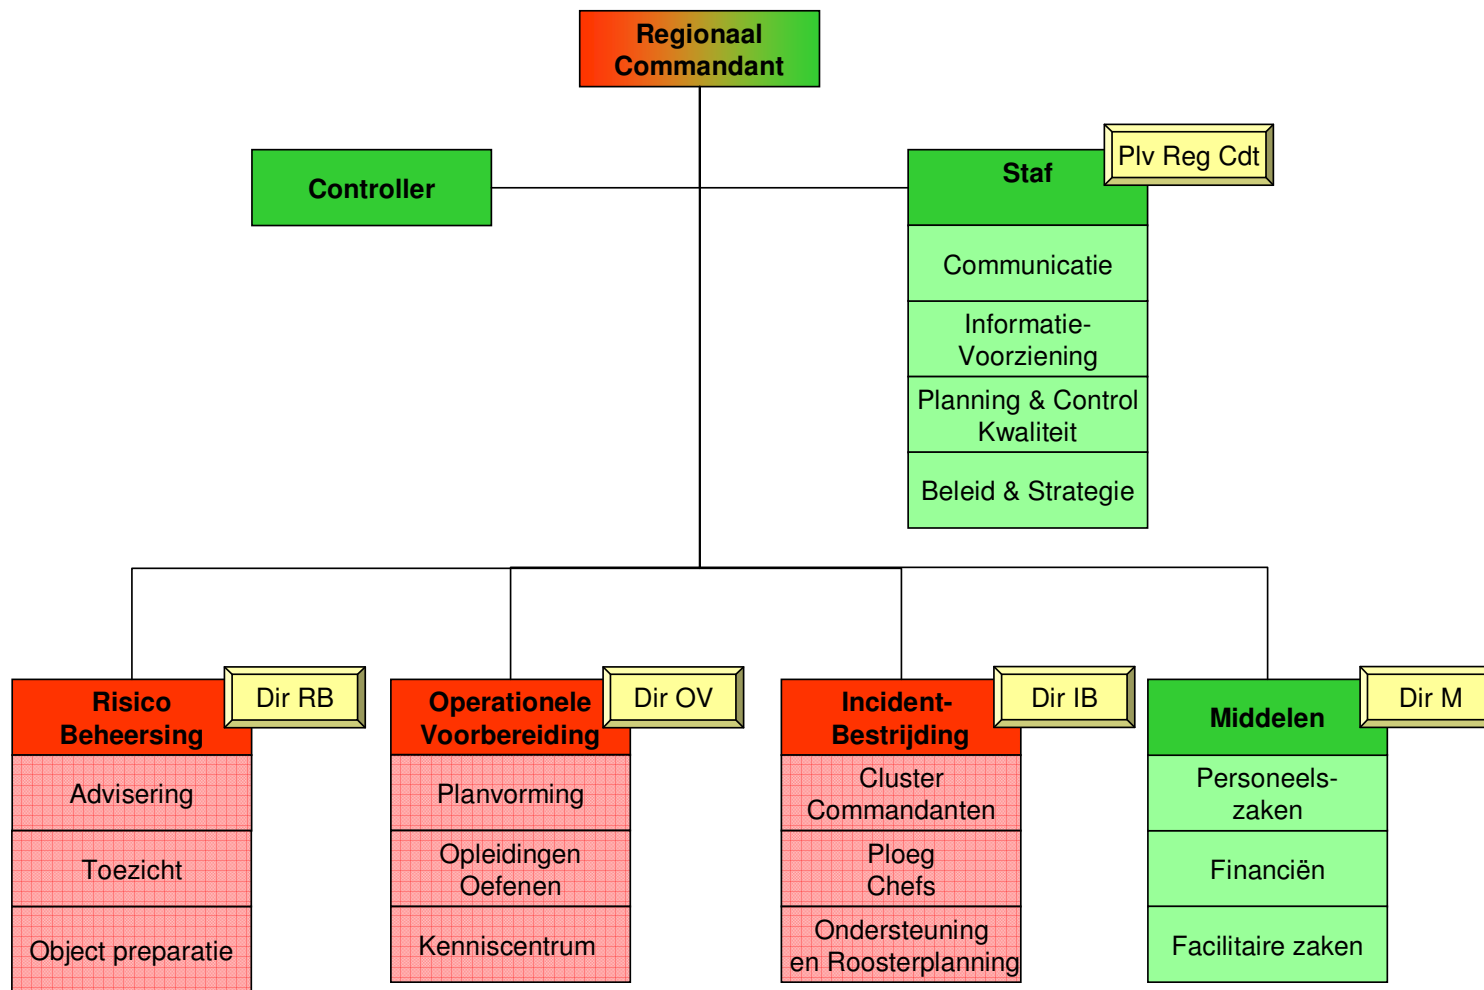 Regionaal
Commandant
Controller
Staf
Plv Reg Cdt
Communicatie
Informatie-
Voorziening
Planning & Control
Kwaliteit
Beleid & Strategie
Risico
Beheersing
Dir RB
Advisering
Toezicht
Object preparatie
Operationele
Voorbereiding
Dir OV
Planvorming
Opleidingen
Oefenen
Kenniscentrum
Incident-
Bestrijding
Dir IB
Cluster
Commandanten
Ploeg
Chefs
Ondersteuning
en Roosterplanning
Middelen
Dir M
Personeels-
zaken
Financiën
Facilitaire zaken